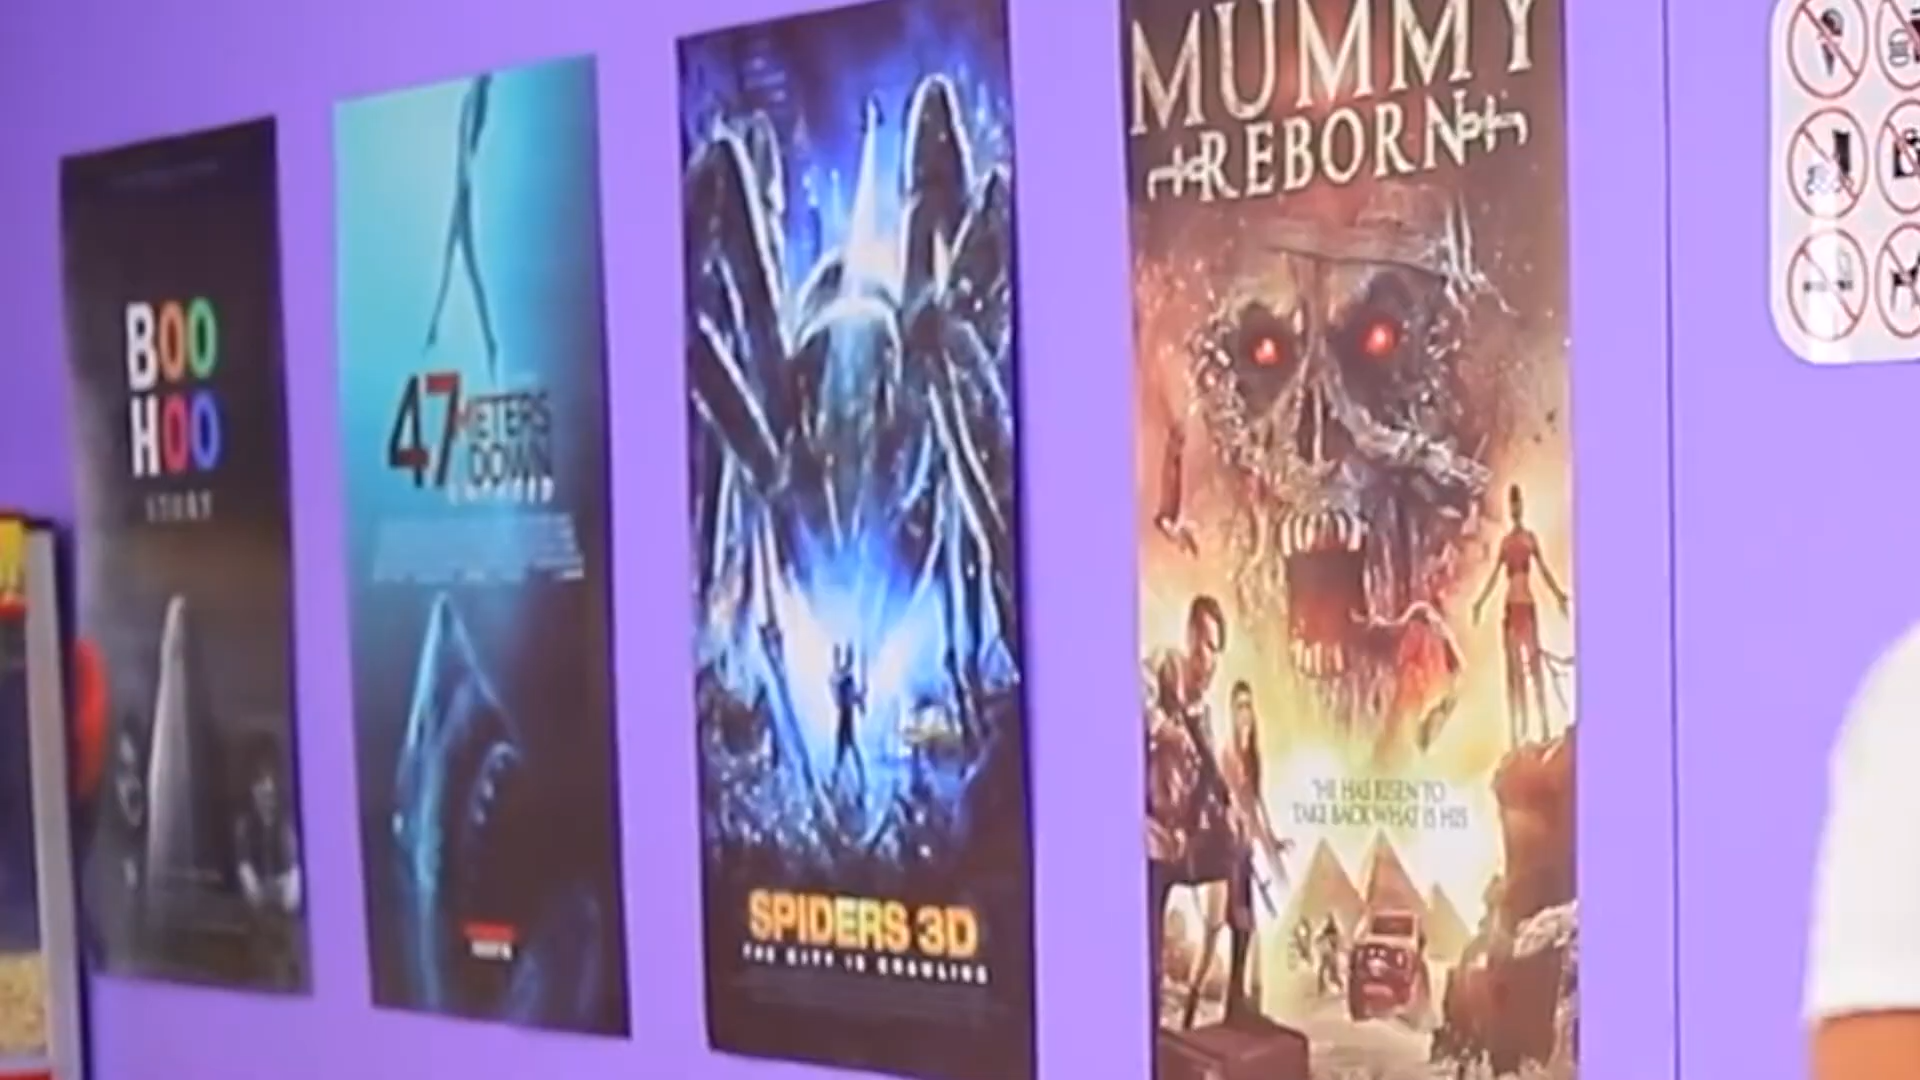 BOO
HOO
STORY
47 METERS
DOWN
UNCAGED
SPIDERS 3D
THE CITY IS CRAWLING
MUMMY
REBORN
"HE HAS RISEN TO
TAKE BACK WHAT IS HIS